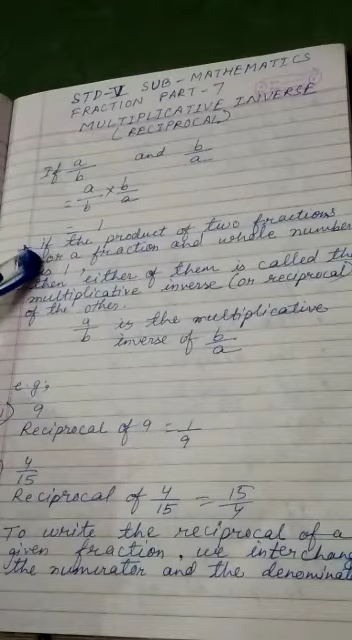 STD-V SUB-MATHEMATICS
FRACTION PART-7
MULTIPLICATIVE INVERSE
(RECIPROCAL)
If a/b and b/a
= a/b × b/a
= 1
if the product of two fractions
or a fraction and whole number
is 1,
then either of them is called the
multiplicative inverse (or reciprocal)
of the other.
a/b is the multiplicative
inverse of b/a
e.g;
9
Reciprocal of 9 = 1/9
4/15
Reciprocal of 4/15 = 15/4
To write the reciprocal of a
given fraction, we interchan
the numerator and the denominat